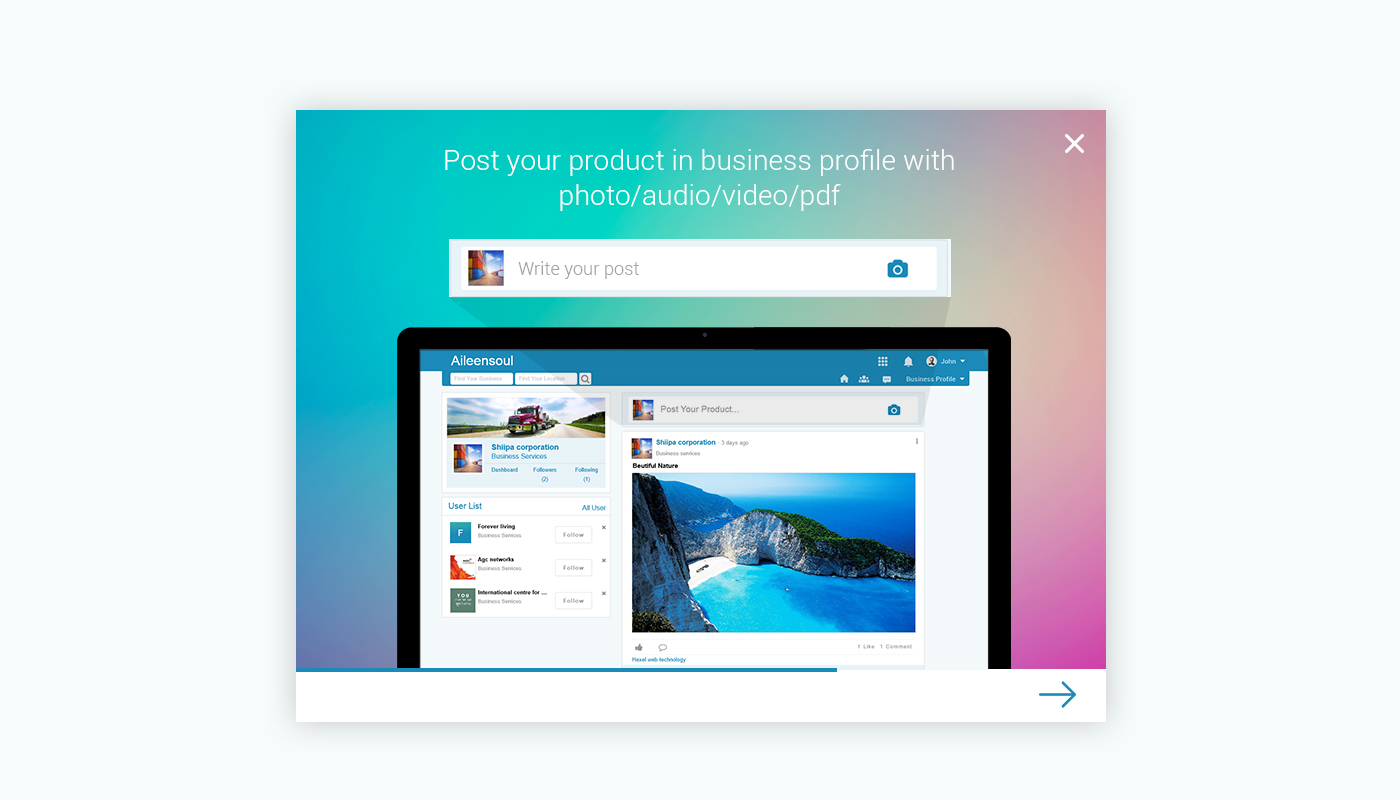 Post your product in business profile with
photo/audio/video/pdf
Write your post
Aileensoul
John
Find Your Business
Find Your Location
Business Profile
Post Your Product...
Shiipa corporation
Business Services
Dashboard Followers Following
(2) (1)
User List
All User
F
Forever living
Business Services
Follow
Agc networks
Business Services
Follow
YOU
International centre for ...
Business Services
Follow
Shiipa corporation - 3 days ago
Business services
Beutiful Nature
1 Like 1 Comment
Hexel web technology